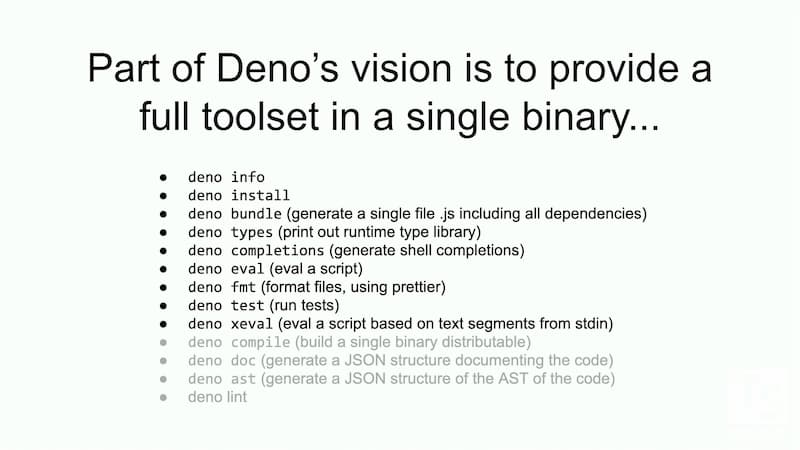 Part of Deno’s vision is to provide a
full toolset in a single binary...
● deno info
● deno install
● deno bundle (generate a single file .js including all dependencies)
● deno types (print out runtime type library)
● deno completions (generate shell completions)
● deno eval (eval a script)
● deno fmt (format files, using prettier)
● deno test (run tests)
● deno xeval (eval a script based on text segments from stdin)
● deno compile (build a single binary distributable)
● deno doc (generate a JSON structure documenting the code)
● deno ast (generate a JSON structure of the AST of the code)
● deno lint